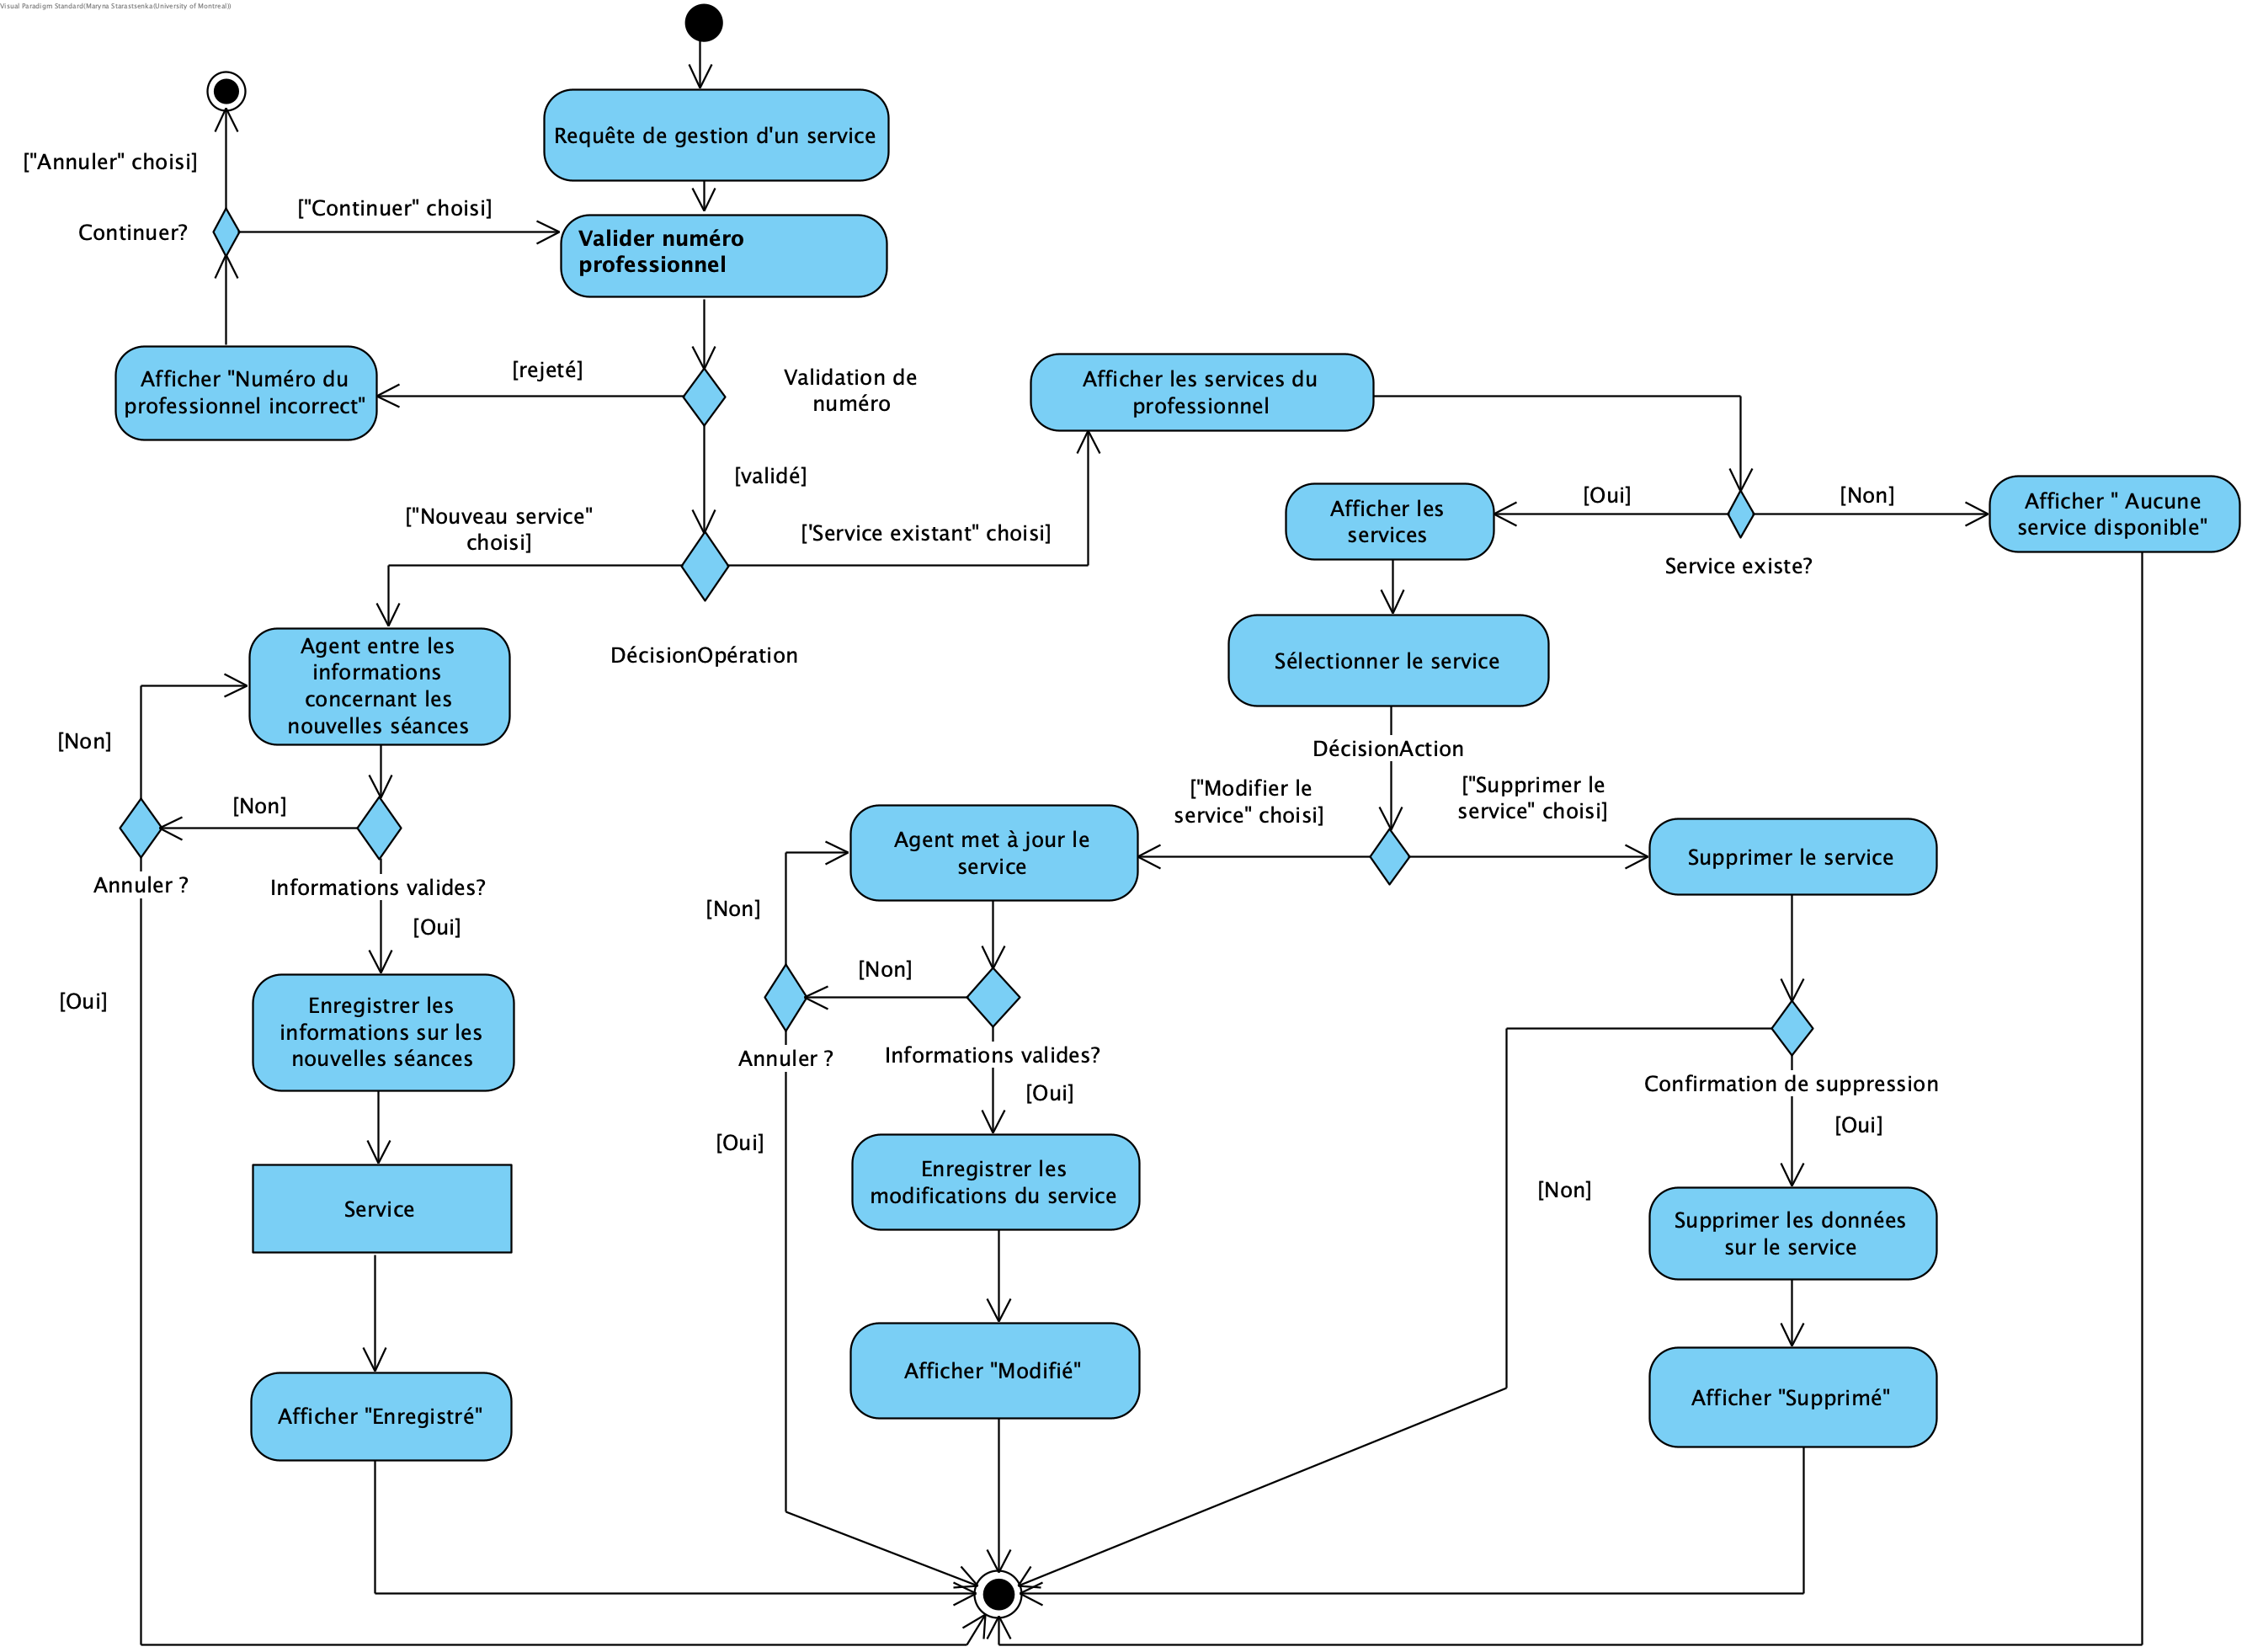 Visual Paradigm Standard(Maryna Starastsenka(University of Montreal))
Requête de gestion d'un service
["Annuler" choisi]
["Continuer" choisi]
Continuer?
Valider numéro
professionnel
[rejeté]
Afficher "Numéro du
professionnel incorrect"
Validation de
numéro
Afficher les services du
professionnel
[validé]
["Nouveau service"
choisi]
['Service existant" choisi]
Afficher les
services
[Oui]
[Non]
Afficher " Aucune
service disponible"
Service existe?
DécisionOpération
Agent entre les
informations
concernant les
nouvelles séances
Sélectionner le service
[Non]
DécisionAction
[Non]
["Modifier le
service" choisi]
["Supprimer le
service" choisi]
Agent met à jour le
service
Supprimer le service
Annuler ?
Informations valides?
[Oui]
[Non]
[Non]
[Oui]
Enregistrer les
informations sur les
nouvelles séances
Annuler ?
Informations valides?
[Oui]
Confirmation de suppression
[Oui]
[Oui]
Enregistrer les
modifications du service
[Non]
Service
Supprimer les données
sur le service
Afficher "Modifié"
Afficher "Supprimé"
Afficher "Enregistré"